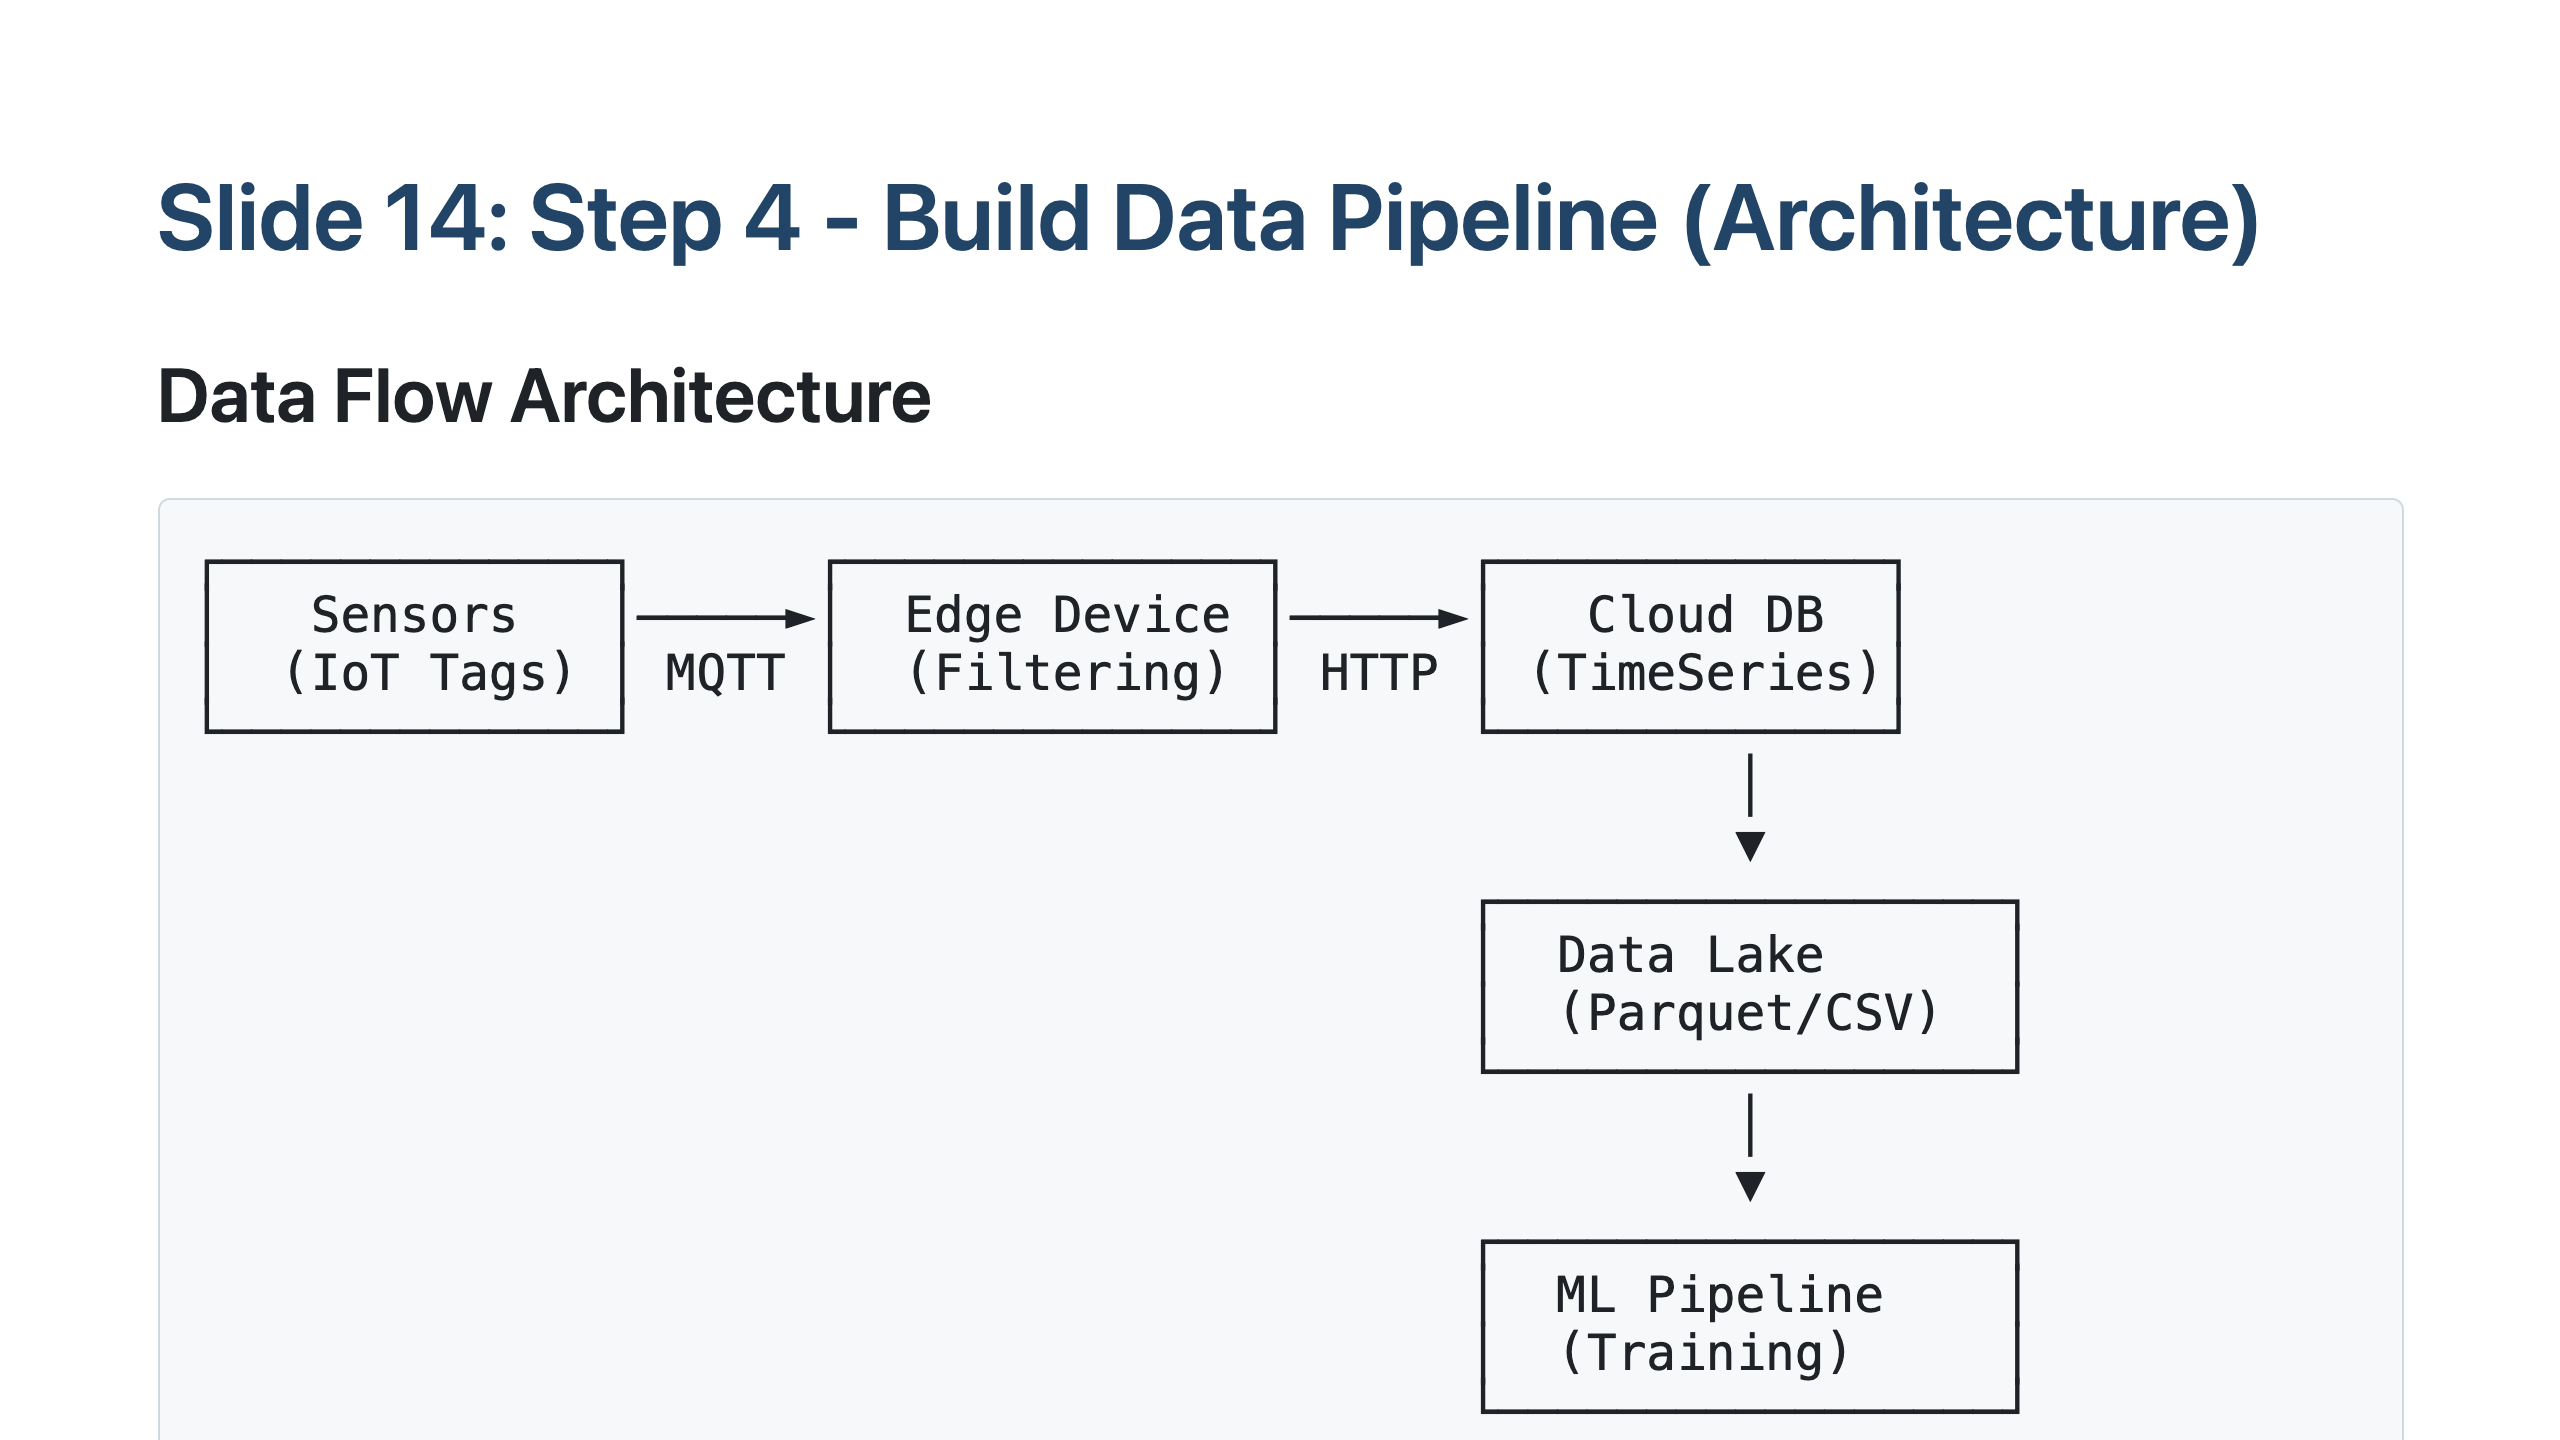 Slide 14: Step 4 - Build Data Pipeline (Architecture)
Data Flow Architecture
Sensors
(IoT Tags)
MQTT
Edge Device
(Filtering)
HTTP
Cloud DB
(TimeSeries)
Data Lake
(Parquet/CSV)
ML Pipeline
(Training)